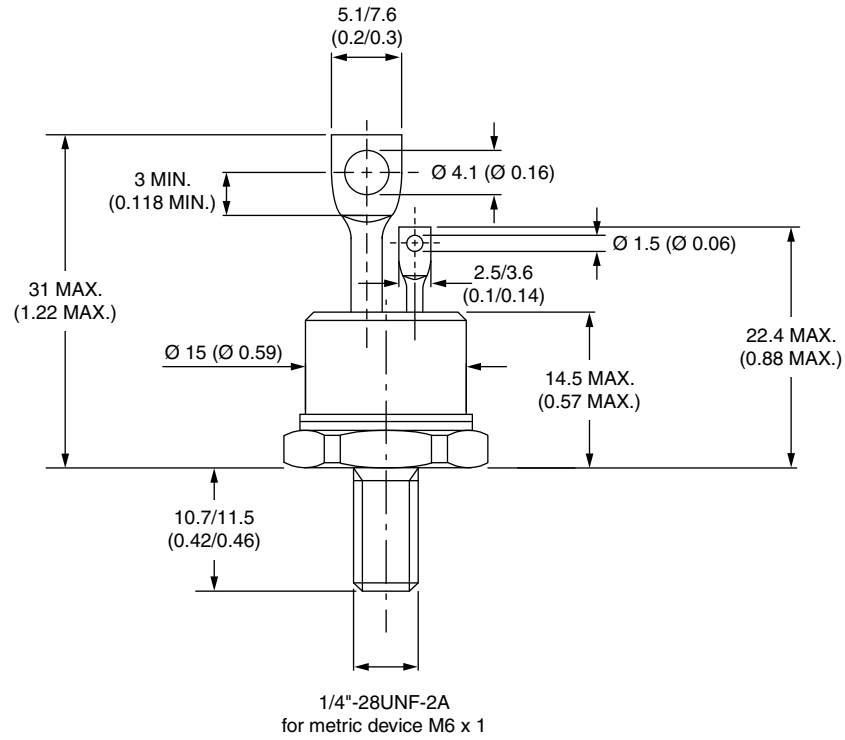 5.1/7.6
(0.2/0.3)
3 MIN.
(0.118 MIN.)
Ø 4.1 (Ø 0.16)
Ø 1.5 (Ø 0.06)
2.5/3.6
(0.1/0.14)
31 MAX.
(1.22 MAX.)
22.4 MAX.
(0.88 MAX.)
Ø 15 (Ø 0.59)
14.5 MAX.
(0.57 MAX.)
10.7/11.5
(0.42/0.46)
1/4"-28UNF-2A
for metric device M6 x 1